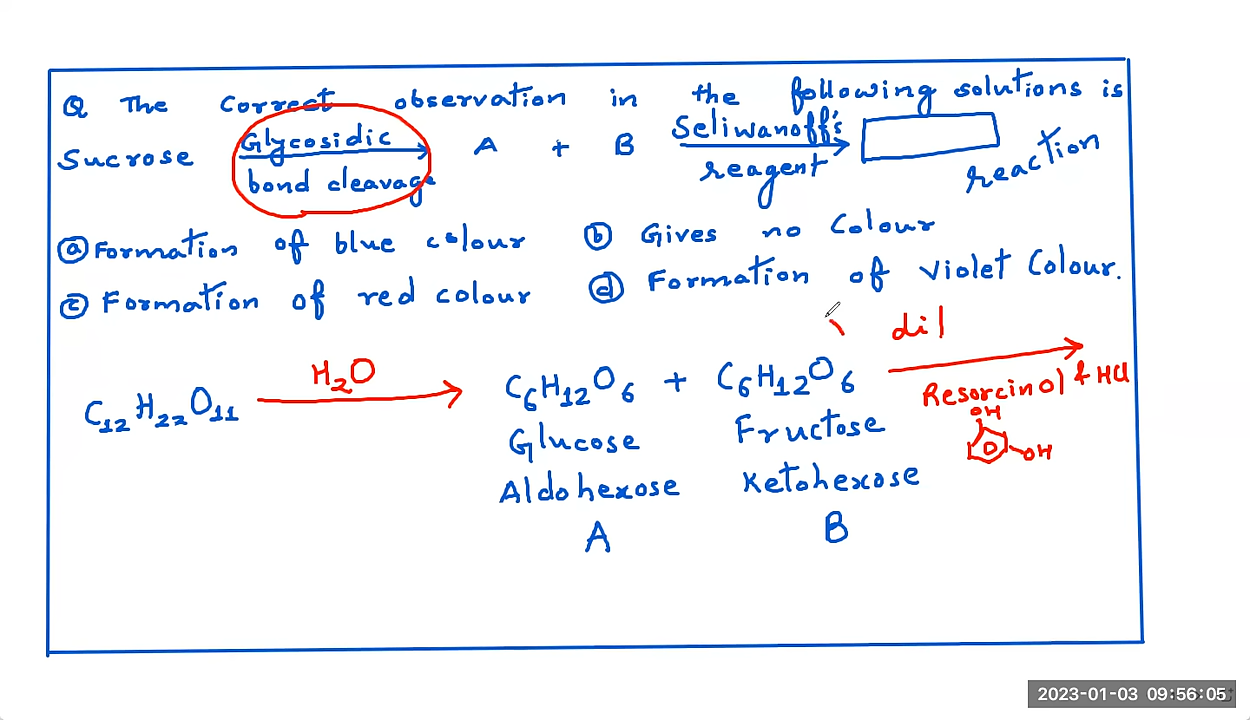 Q The correct observation in the following solutions is
Sucrose Glycosidic bond cleavage A + B Seliwanoff's reagent reaction
(a) Formation of blue colour (b) Gives no Colour
(c) Formation of red colour (d) Formation of violet Colour.
dil
H2O
C12H22O11 C6H12O6 + C6H12O6 Resorcinol & HCl
Glucose Fructose OH
OH
Aldohexose Ketohexose
A B
2023-01-03 09:56:05